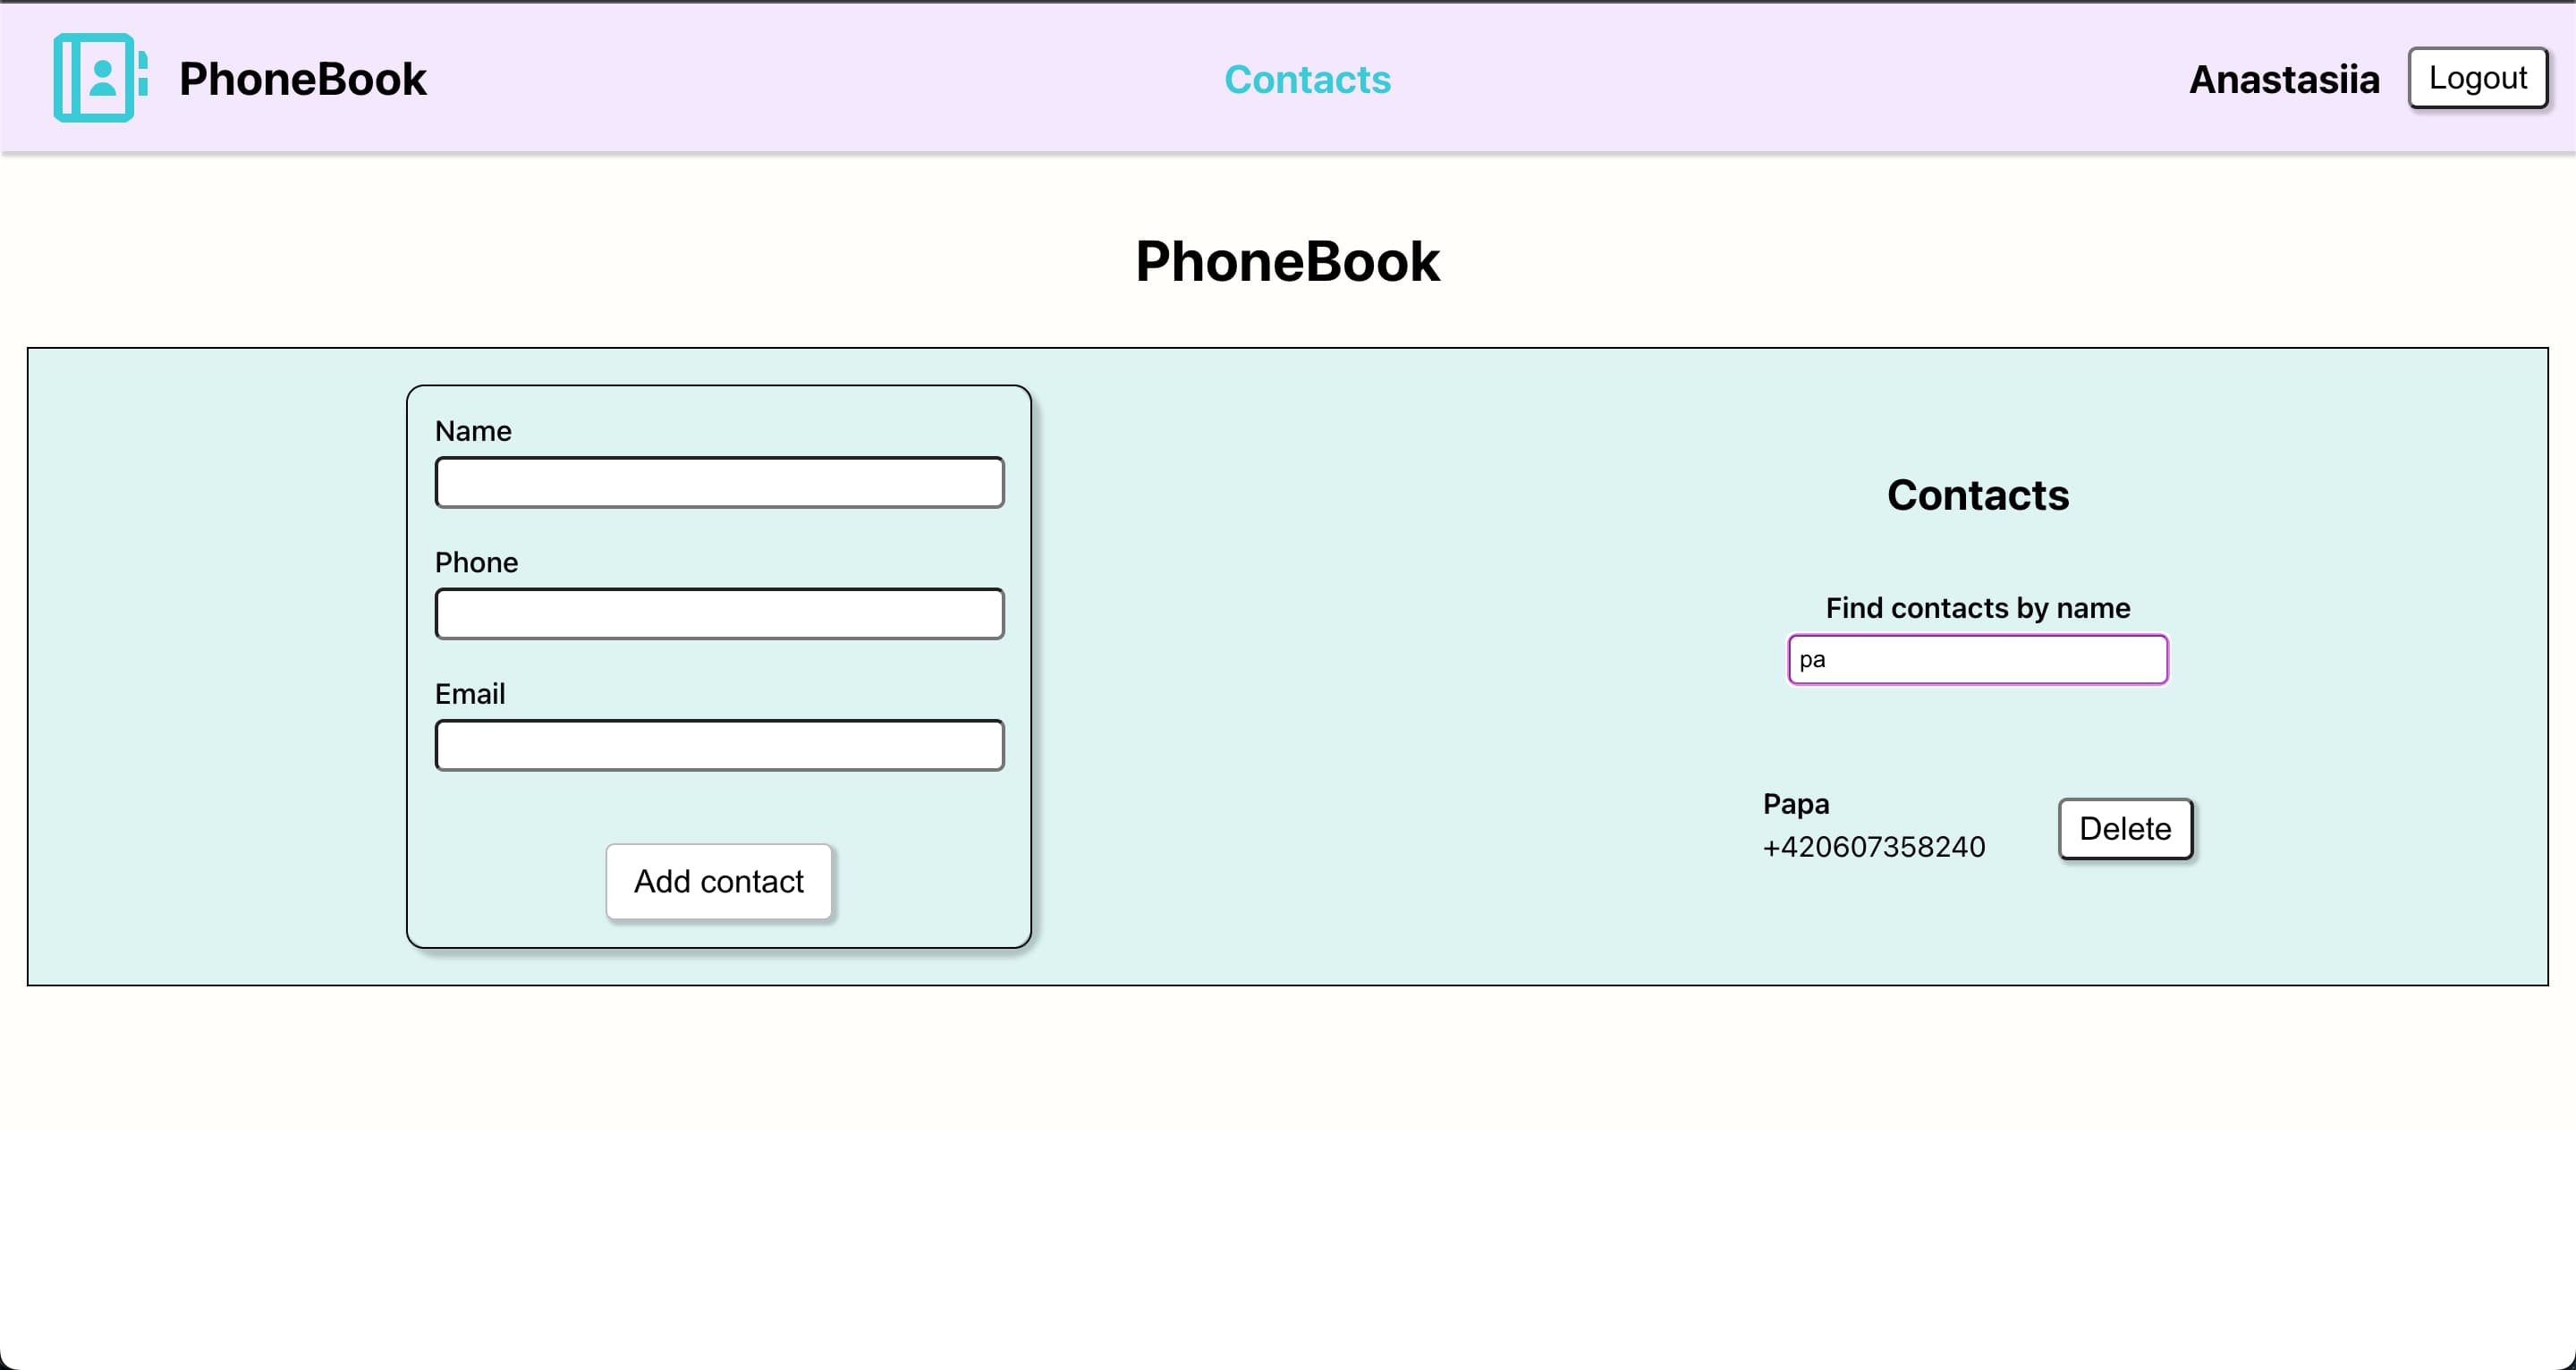 PhoneBook
Contacts
Anastasiia
Logout
PhoneBook
Name
Phone
Email
Add contact
Contacts
Find contacts by name
pa
Papa
+420607358240
Delete